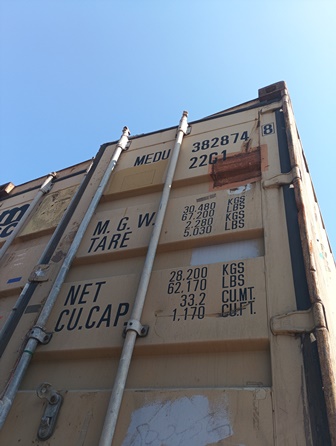 MEDU 382874 8
22G1
M. G. W. 30.480 KGS
67.200 LBS
TARE 2.280 KGS
5.030 LBS
NET 28.200 KGS
62.170 LBS
CU.CAP 33.2 CU.MT
1.170 CU.FT.